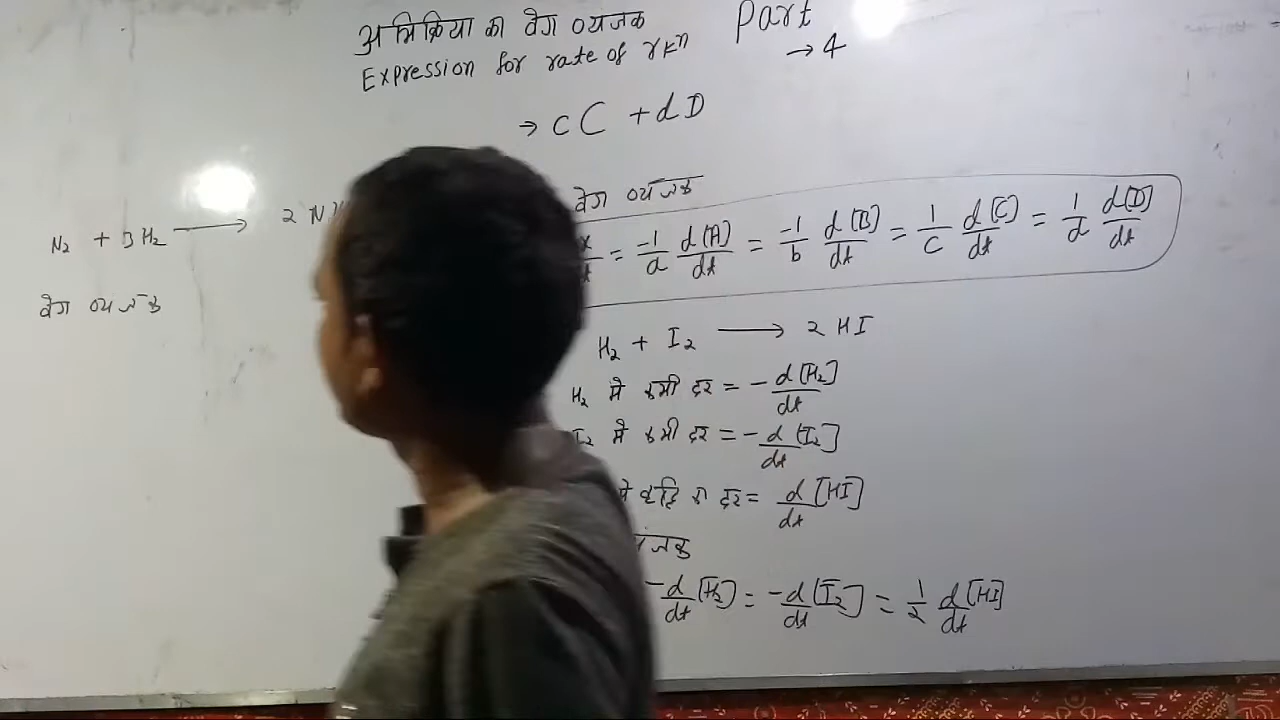 अभिक्रिया का वेग व्यंजक
Part
Expression for rate of rxn
→ 4
→ cC + dD
वेग व्यंजक
= -1/a d[A]/dt = -1/b d[B]/dt = 1/c d[C]/dt = 1/d d[D]/dt
N2 + 3H2 ⟶ 2 N
वेग व्यंजक
H2 + I2 ⟶ 2 HI
H2 मे कमी दर = - d[H2]/dt
I2 मे कमी दर = - d[I2]/dt
मे वृद्धि क दर = d[HI]/dt
-d/dt [H2] = -d/dt [I2] = 1/2 d/dt [HI]